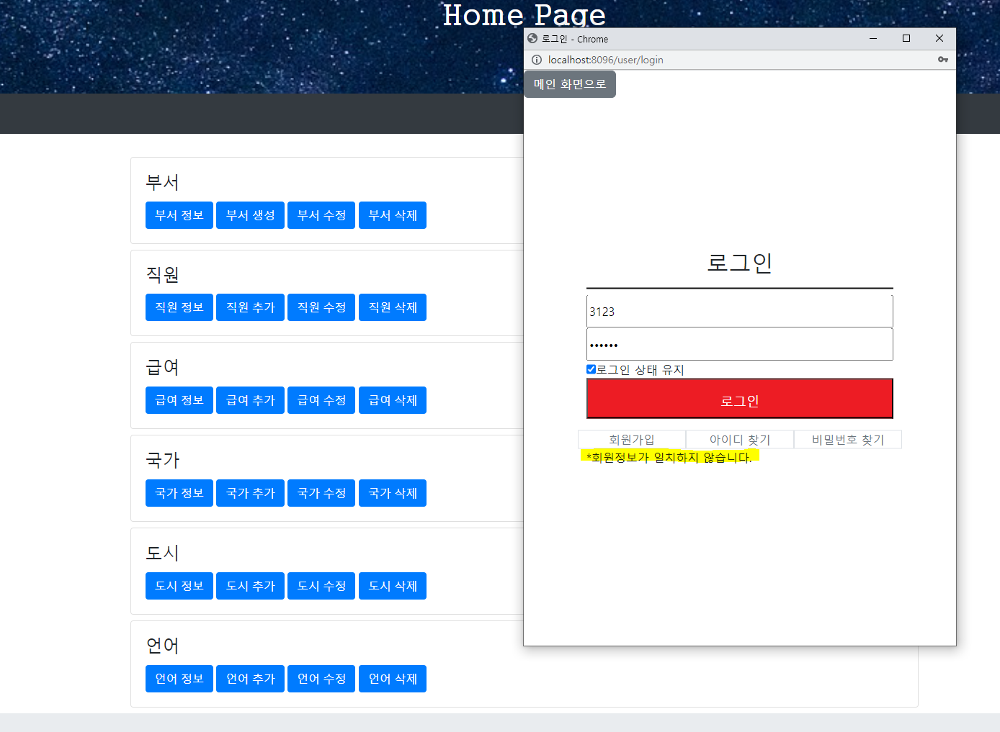 Home Page
로그인 - Chrome
localhost:8096/user/login
메인 화면으로
로그인
3123
••••••
로그인 상태 유지
로그인
회원가입 아이디 찾기 비밀번호 찾기
*회원정보가 일치하지 않습니다.
부서
부서 정보 부서 생성 부서 수정 부서 삭제
직원
직원 정보 직원 추가 직원 수정 직원 삭제
급여
급여 정보 급여 추가 급여 수정 급여 삭제
국가
국가 정보 국가 추가 국가 수정 국가 삭제
도시
도시 정보 도시 추가 도시 수정 도시 삭제
언어
언어 정보 언어 추가 언어 수정 언어 삭제